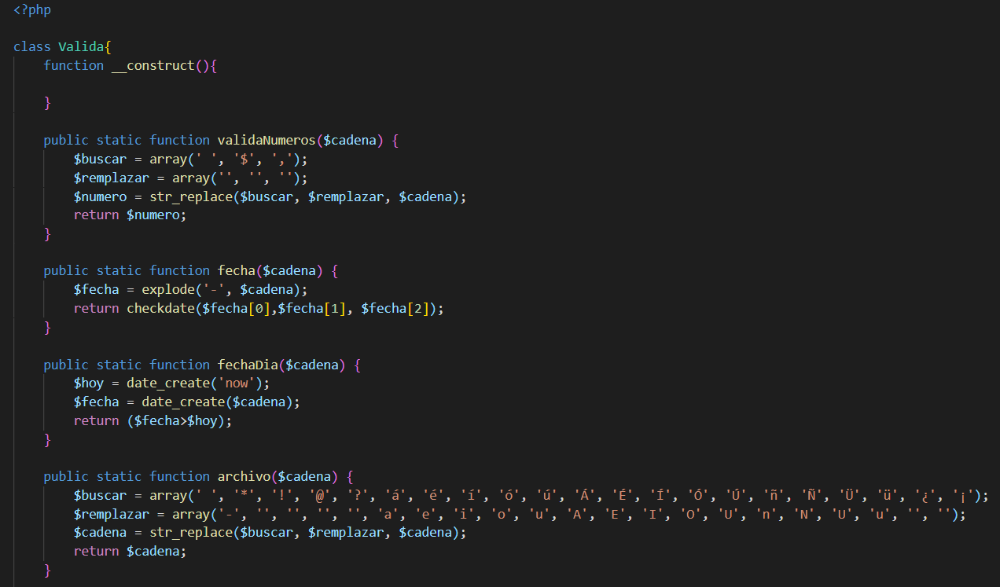 <?php
class Valida{
function __construct(){
}
public static function validaNumeros($cadena) {
$buscar = array(' ', '$', ',');
$remplazar = array('', '', '');
$numero = str_replace($buscar, $remplazar, $cadena);
return $numero;
}
public static function fecha($cadena) {
$fecha = explode('-', $cadena);
return checkdate($fecha[0],$fecha[1], $fecha[2]);
}
public static function fechaDia($cadena) {
$hoy = date_create('now');
$fecha = date_create($cadena);
return ($fecha>$hoy);
}
public static function archivo($cadena) {
$buscar = array(' ', '*', '!', '@', '?', 'á', 'é', 'í', 'ó', 'ú', 'Á', 'É', 'Í', 'Ó', 'Ú', 'ñ', 'Ñ', 'Ü', 'ü', '¿', '¡');
$remplazar = array('-', '', '', '', '', 'a', 'e', 'i', 'o', 'u', 'A', 'E', 'I', 'O', 'U', 'n', 'N', 'U', 'u', '', '');
$cadena = str_replace($buscar, $remplazar, $cadena);
return $cadena;
}